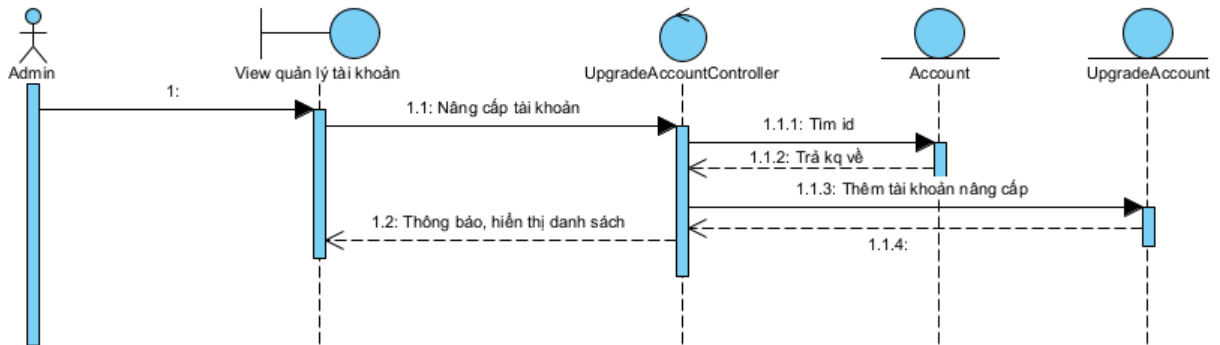 Admin
View quản lý tài khoản
UpgradeAccountController
Account
UpgradeAccount
1:
1.1: Nâng cấp tài khoản
1.1.1: Tìm id
1.1.2: Trả kq về
1.1.3: Thêm tài khoản nâng cấp
1.2: Thông báo, hiển thị danh sách
1.1.4: